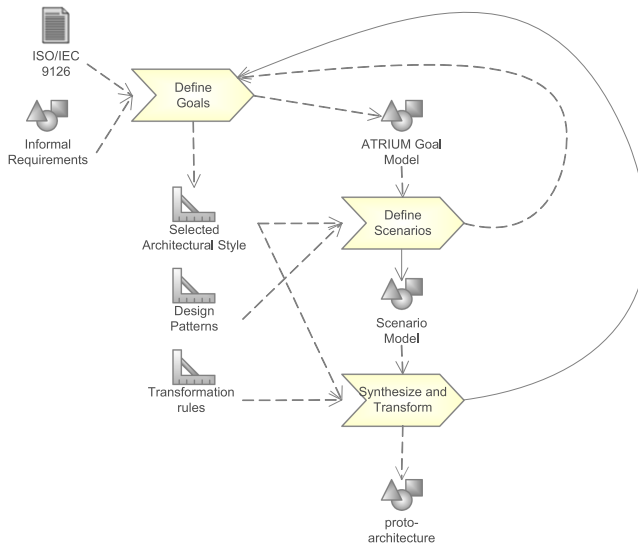 ISO/IEC
9126
Define
Goals
Informal
Requirements
ATRIUM Goal
Model
Selected
Architectural Style
Define
Scenarios
Design
Patterns
Scenario
Model
Transformation
rules
Synthesize and
Transform
proto-
architecture